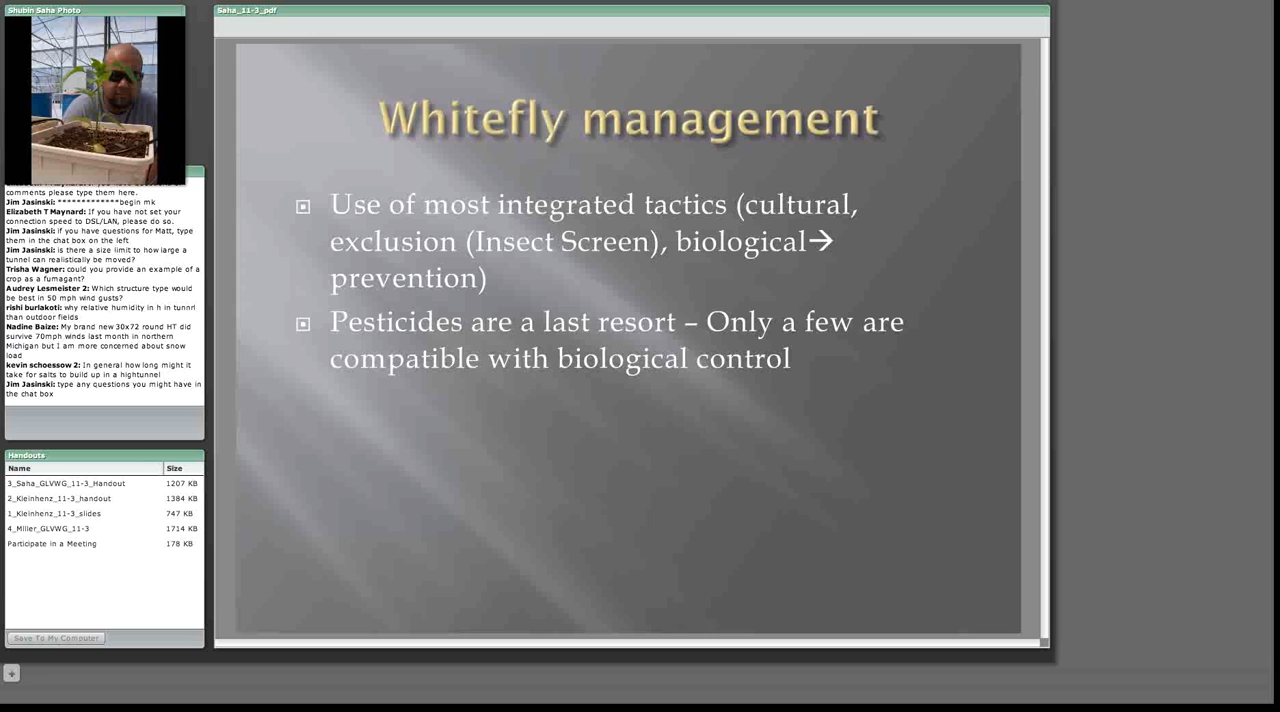 Shubin Saha Photo
comments please type them here.
Jim Jasinski: *************begin mk
Elizabeth T Maynard: If you have not set your
connection speed to DSL/LAN, please do so.
Jim Jasinski: if you have questions for Matt, type
them in the chat box on the left
Jim Jasinski: is there a size limit to how large a
tunnel can realistically be moved?
Trisha Wagner: could you provide an example of a
crop as a fumagant?
Audrey Lesmeister 2: Which structure type would
be best in 50 mph wind gusts?
rishi burlakoti: why relative humidity in h in tunnrl
than outdoor fields
Nadine Baize: My brand new 30x72 round HT did
survive 70mph winds last month in northern
Michigan but I am more concerned about snow
load
kevin schoessow 2: In general how long might it
take for salts to build up in a hightunnel
Jim Jasinski: type any questions you might have in
the chat box
Handouts
Name Size
3_Saha_GLVWG_11-3_Handout 1207 KB
2_Kleinhenz_11-3_handout 1384 KB
1_Kleinhenz_11-3_slides 747 KB
4_Miller_GLVWG_11-3 1714 KB
Participate in a Meeting 178 KB
Save To My Computer
Saha_11-3_pdf
Whitefly management
Use of most integrated tactics (cultural,
exclusion (Insect Screen), biological→
prevention)
Pesticides are a last resort – Only a few are
compatible with biological control